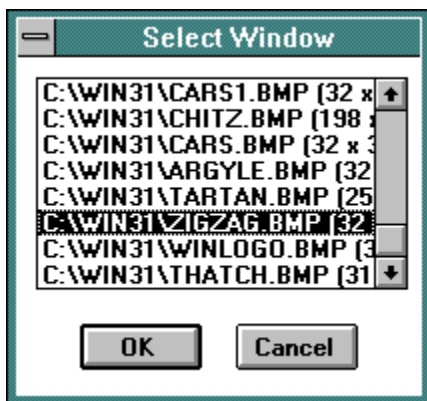 Select Window
C:\WIN31\CARS1.BMP (32 x
C:\WIN31\CHITZ.BMP (198
C:\WIN31\CARS.BMP (32 x
C:\WIN31\ARGYLE.BMP (32
C:\WIN31\TARTAN.BMP (25
C:\WIN31\ZIGZAG.BMP (32
C:\WIN31\WINLOGO.BMP (3
C:\WIN31\THATCH.BMP (31
OK Cancel